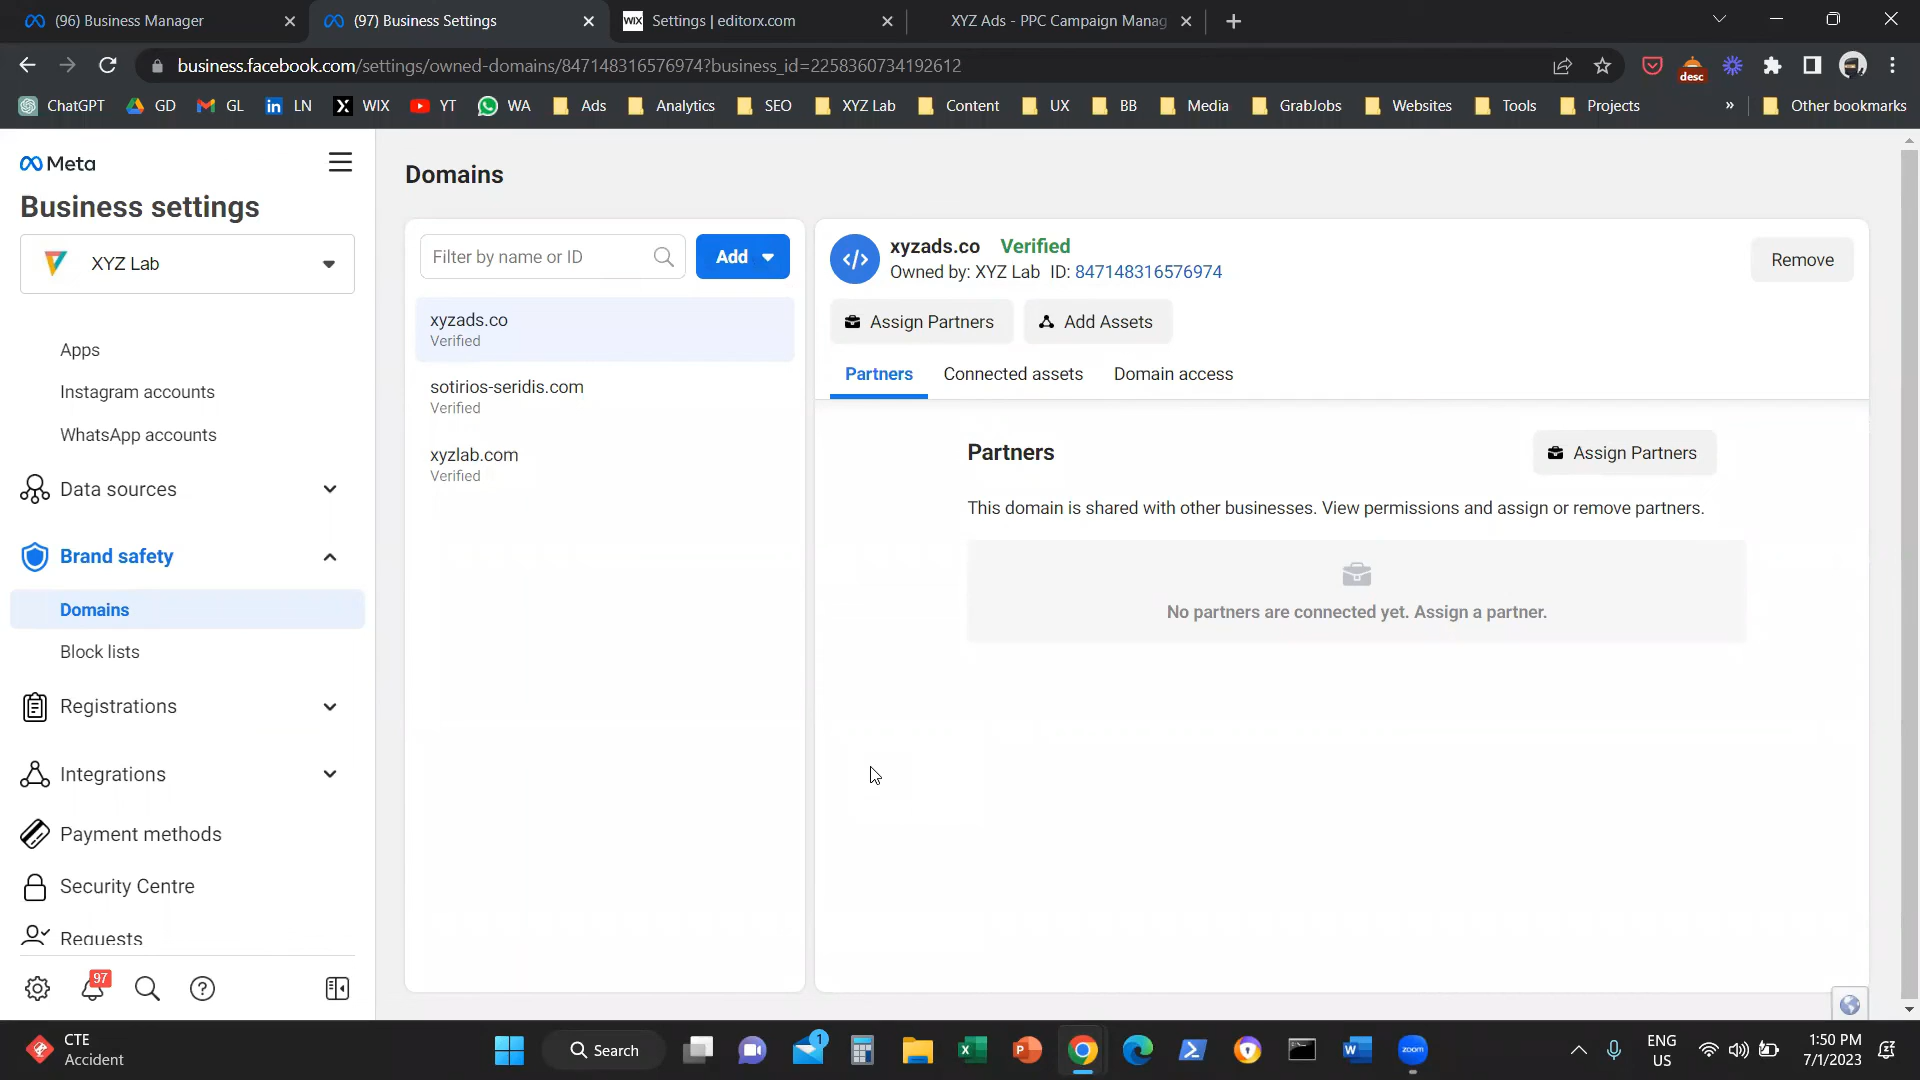 (96) Business Manager
(97) Business Settings
WIX
Settings | editorx.com
XYZ Ads - PPC Campaign Manag
business.facebook.com/settings/owned-domains/847148316576974?business_id=2258360734192612
desc
ChatGPT
GD
GL
LN
WIX
YT
WA
Ads
Analytics
SEO
XYZ Lab
Content
UX
BB
Media
GrabJobs
Websites
Tools
Projects
»
Other bookmarks
Meta
Business settings
XYZ Lab
Apps
Instagram accounts
WhatsApp accounts
Data sources
Brand safety
Domains
Block lists
Registrations
Integrations
Payment methods
Security Centre
Requests
97
Domains
Filter by name or ID
Add
xyzads.co
Verified
sotirios-seridis.com
Verified
xyzlab.com
Verified
xyzads.co Verified
Owned by: XYZ Lab ID: 847148316576974
Remove
Assign Partners
Add Assets
Partners
Connected assets
Domain access
Partners
Assign Partners
This domain is shared with other businesses. View permissions and assign or remove partners.
No partners are connected yet. Assign a partner.
CTE
Accident
Search
1
zoom
ENG
US
1:50 PM
7/1/2023